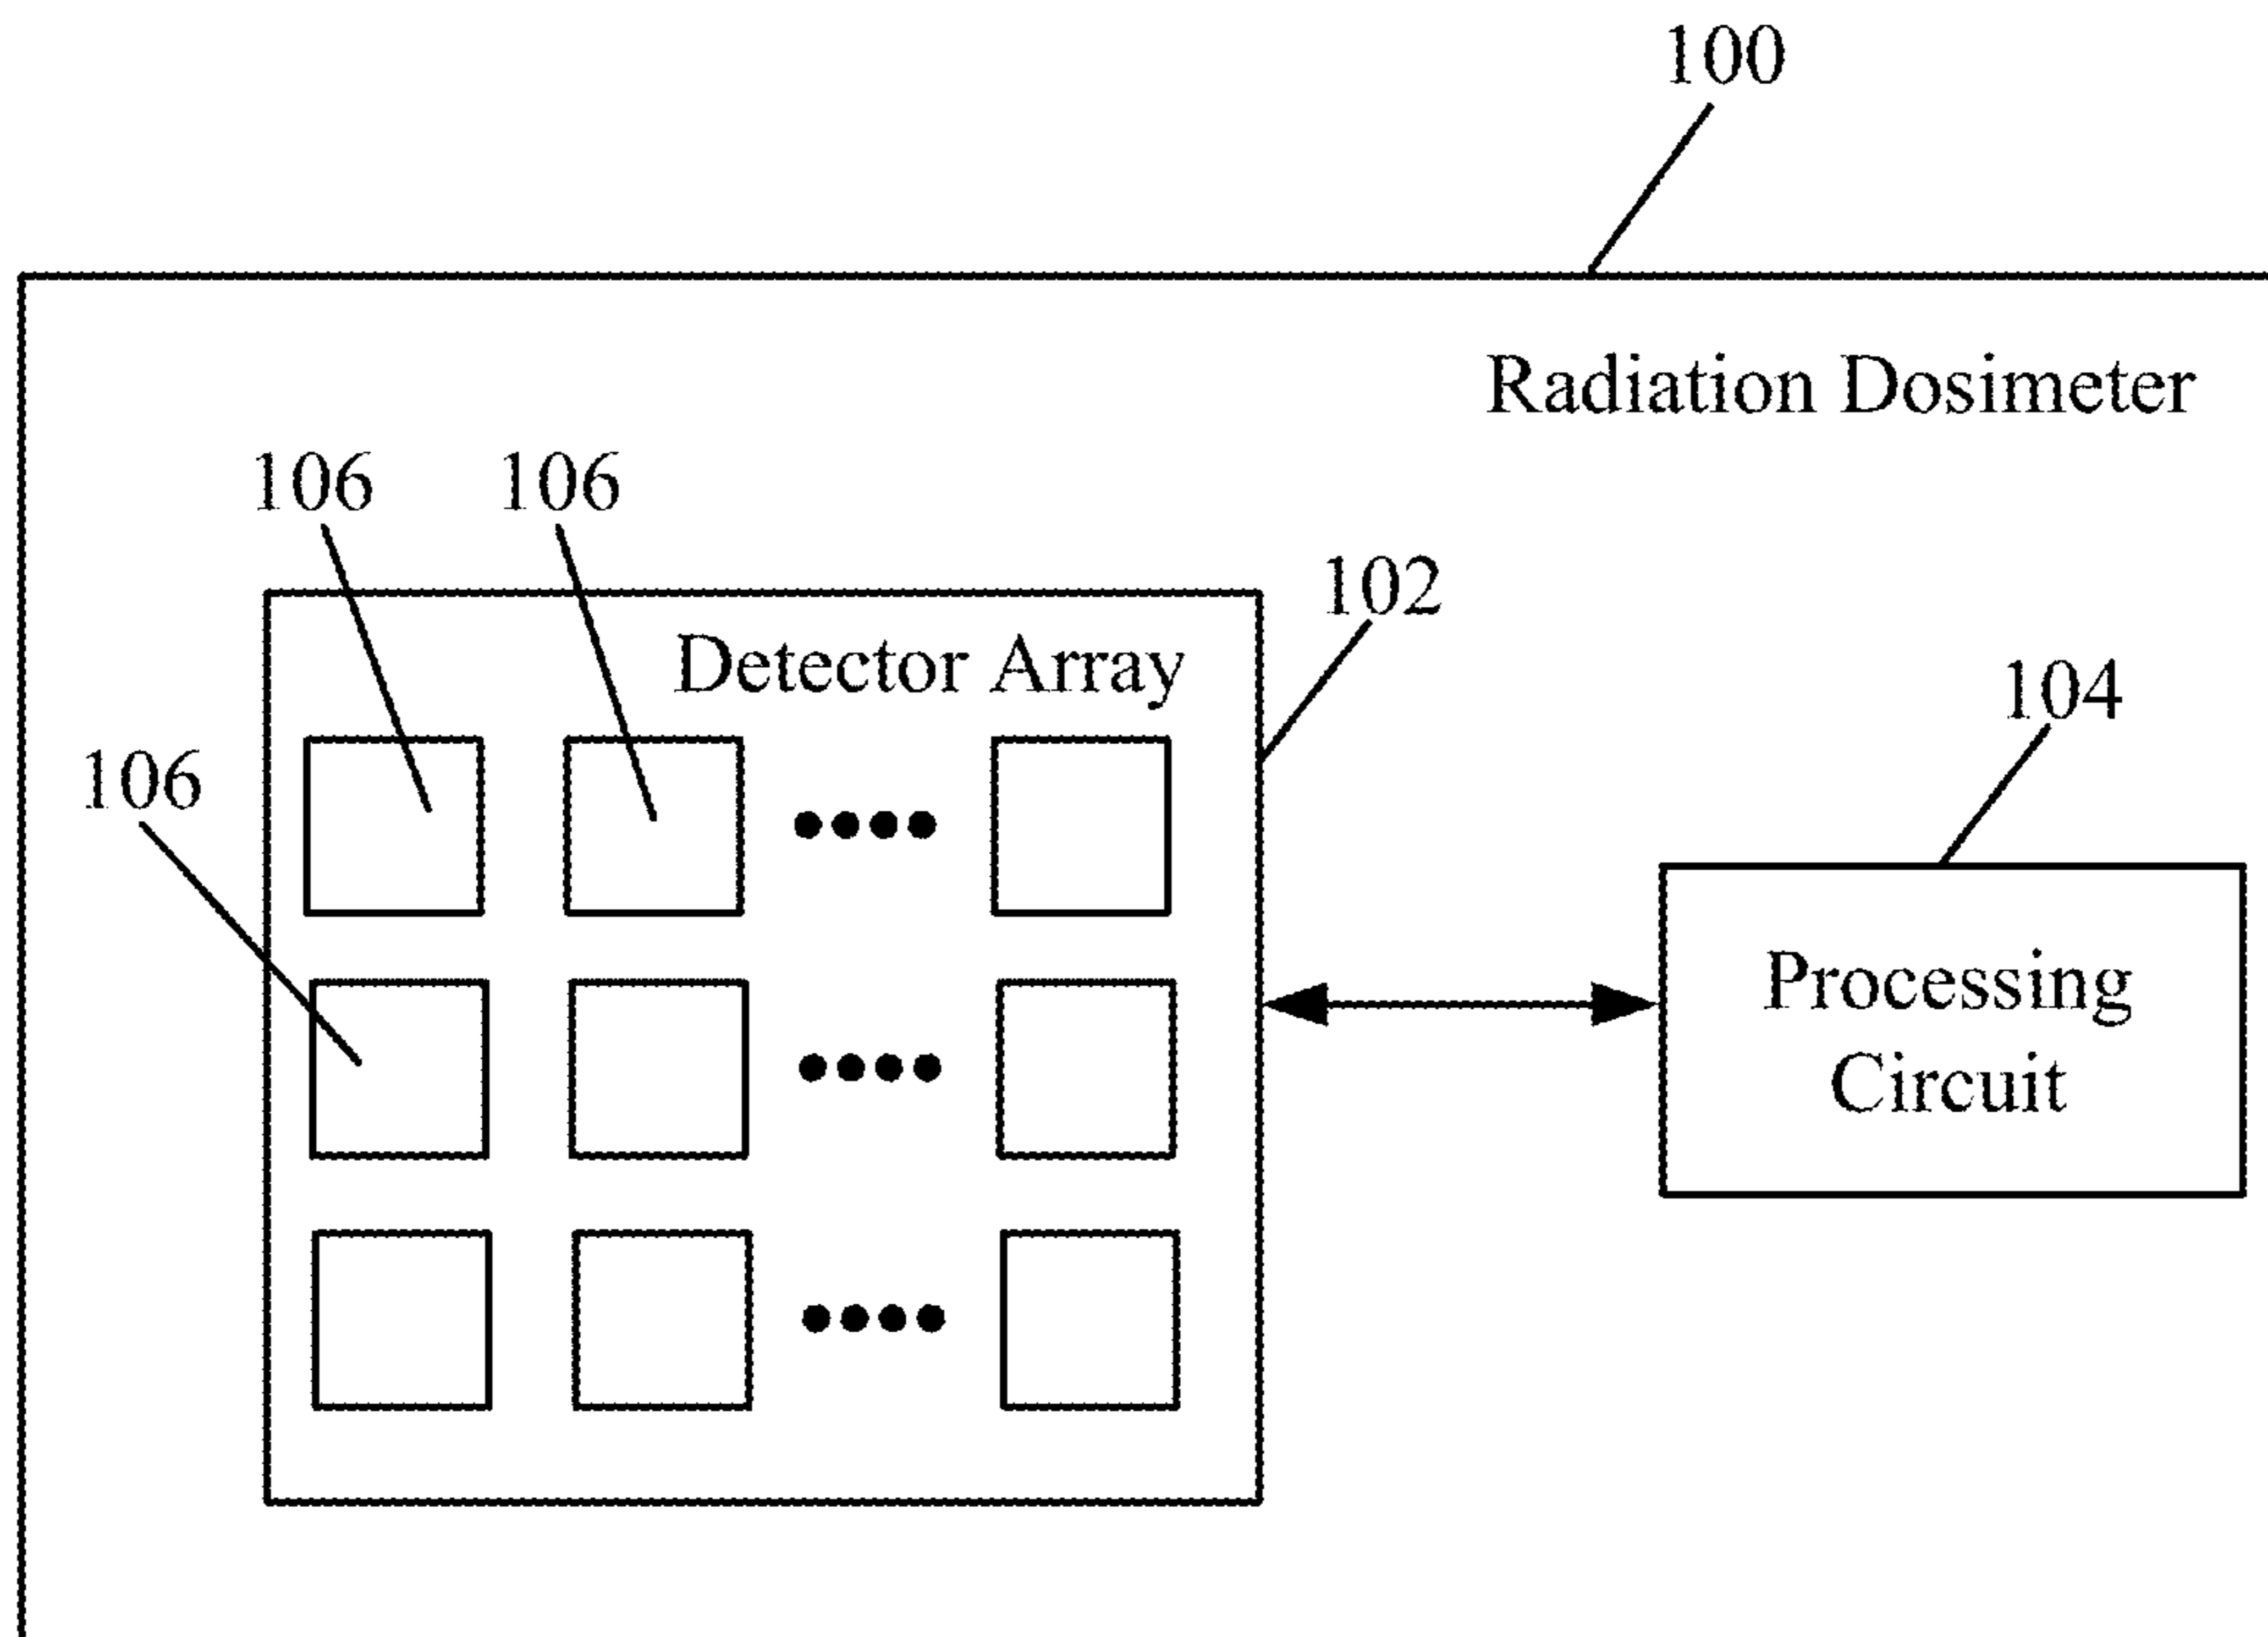 100
Radiation Dosimeter
106 106
102
Detector Array
104
106
Processing
Circuit